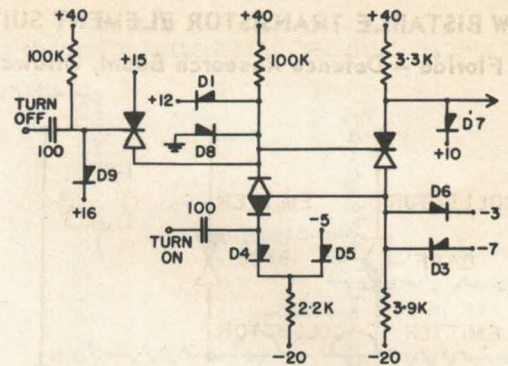 +40 +40 +40
100K +15 100K 3·3K
D1
+12
TURN
OFF
D8 D7
100 +10
D9
D6
+16 -3
100 -5
TURN
ON
D4 D5 D3 -7
2·2K 3·9K
-20 -20